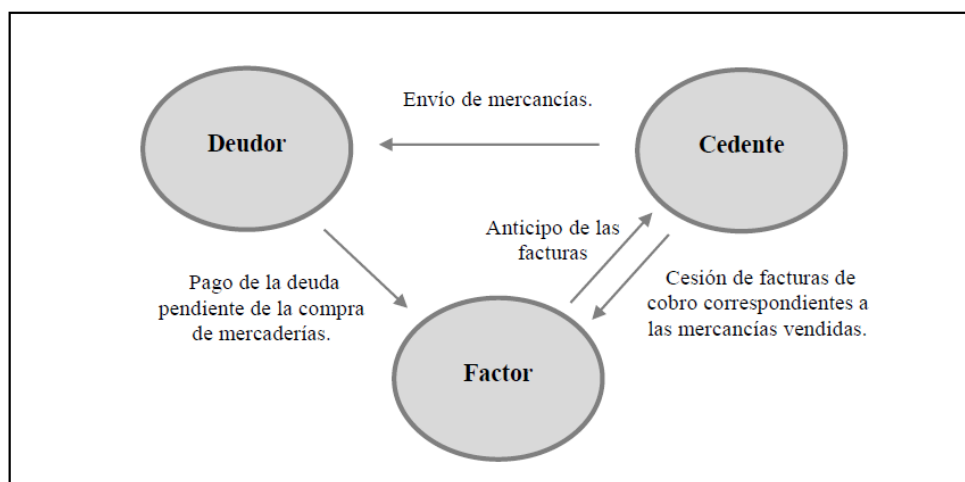 Envío de mercancías.
Deudor
Cedente
Anticipo de las
facturas
Pago de la deuda
pendiente de la compra
de mercaderías.
Cesión de facturas de
cobro correspondientes a
las mercancías vendidas.
Factor